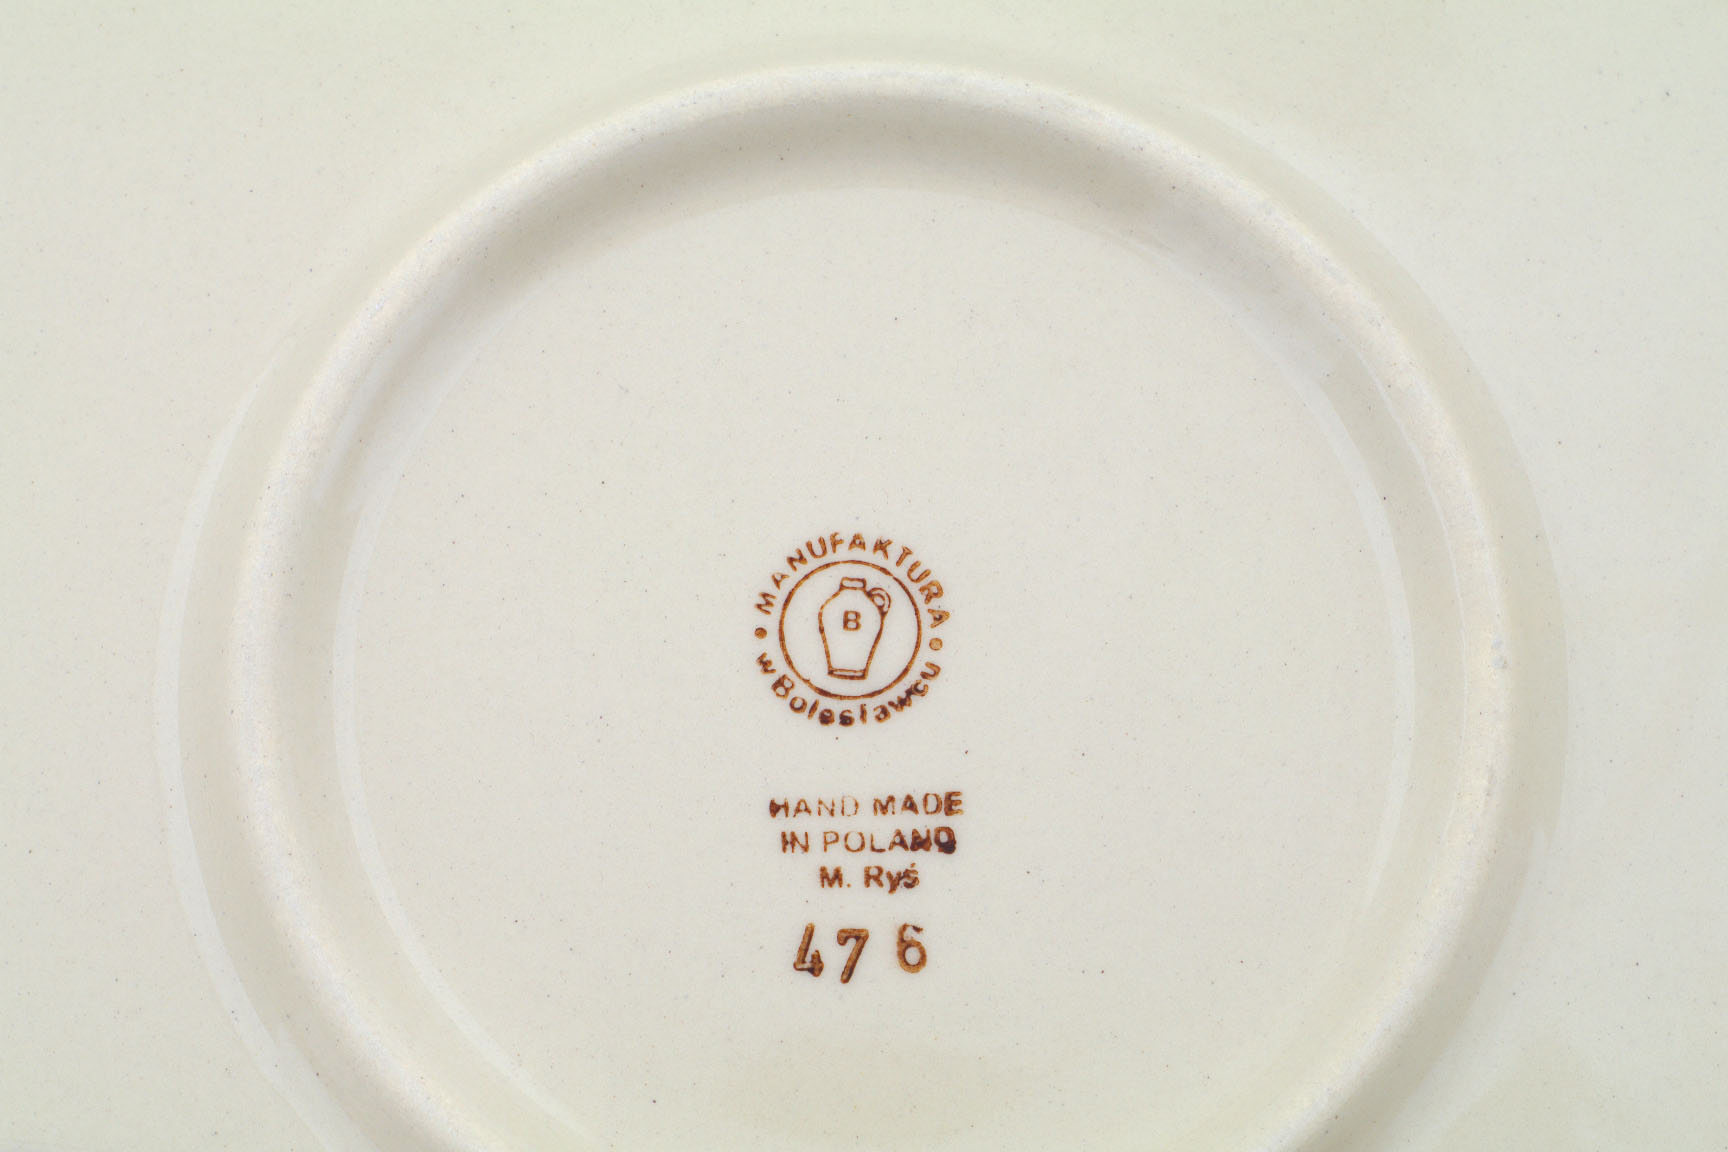 MANUFAKTURA
B
w Bolesławcu
HAND MADE
IN POLAND
M. Ryś
476